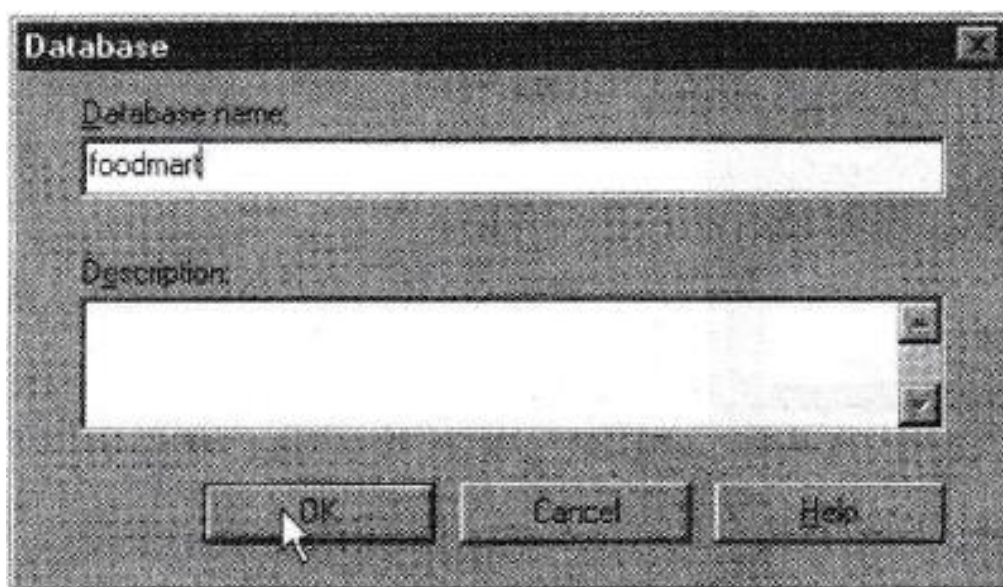 Database
Database name:
foodmart
Description:
OK
Cancel
Help